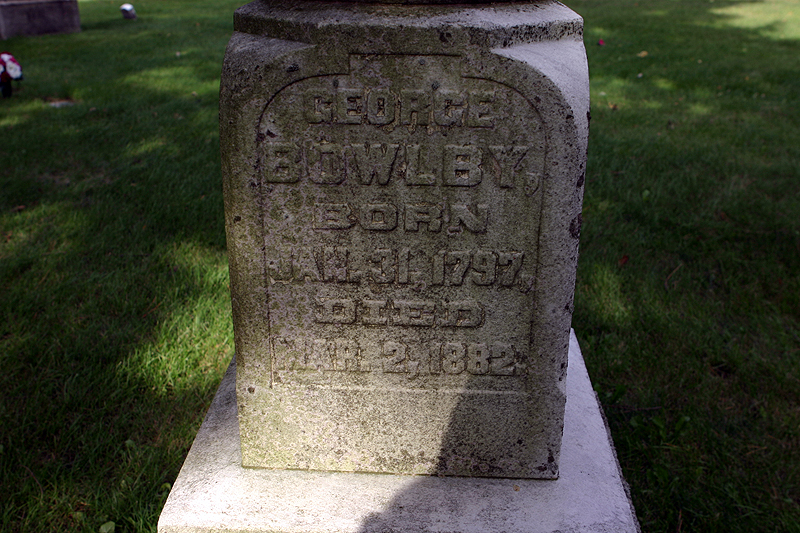 GEORGE
BOWLBY,
BORN
JAN. 31, 1797,
DIED
MAR. 2, 1882.